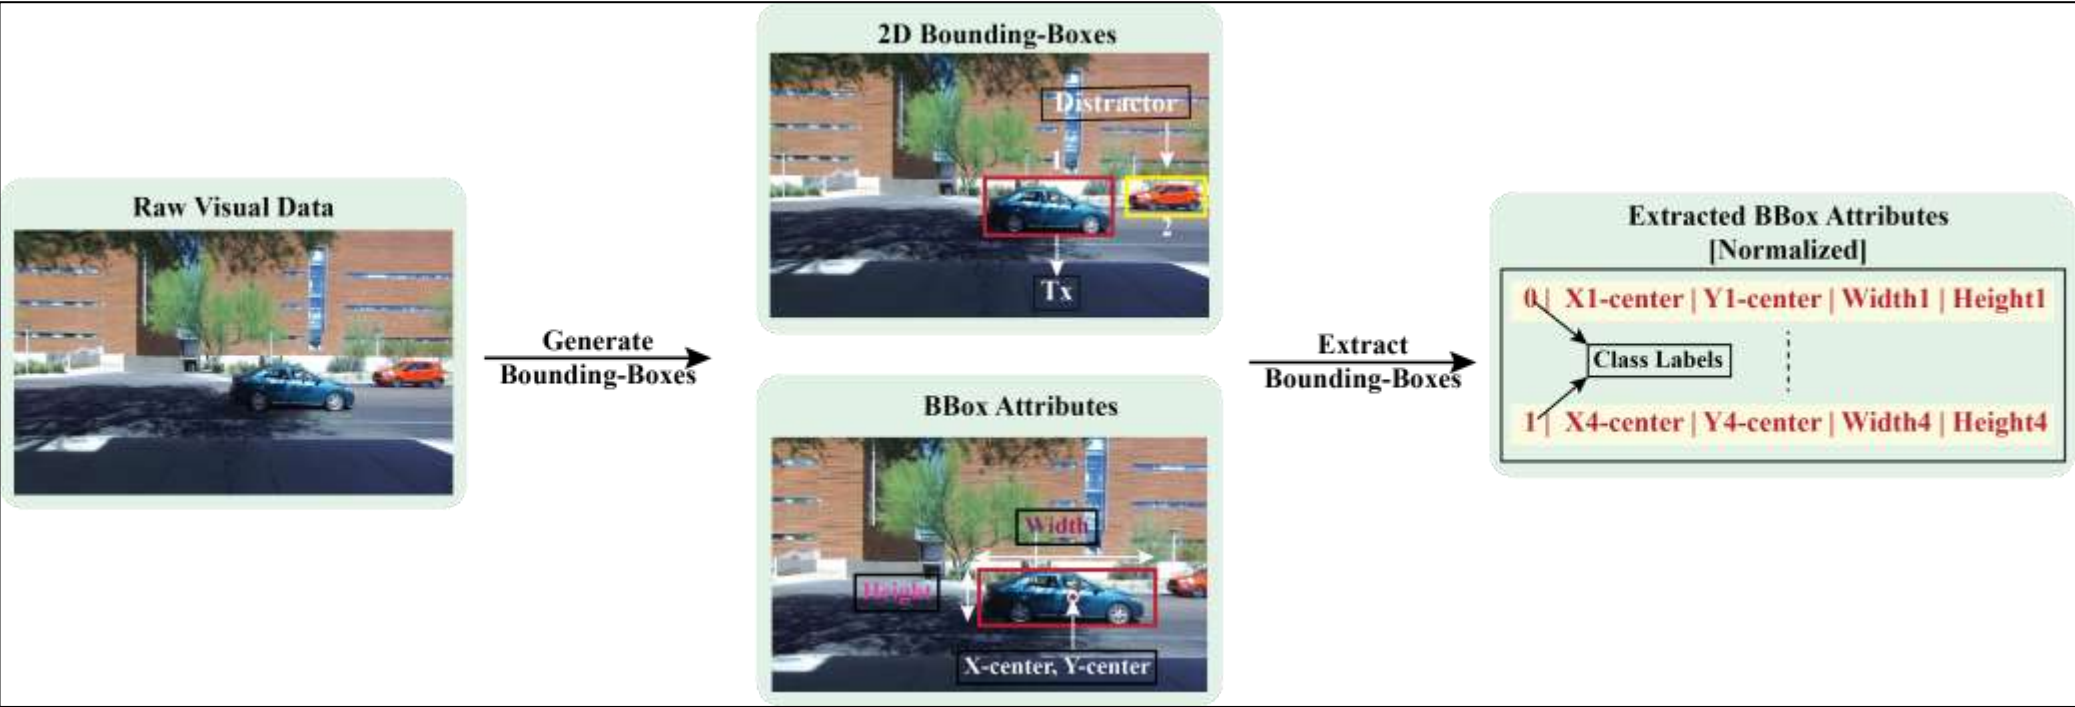 Raw Visual Data
Generate
Bounding-Boxes
2D Bounding-Boxes
Distractor
1
2
Tx
BBox Attributes
Width
Height
X-center, Y-center
Extract
Bounding-Boxes
Extracted BBox Attributes
[Normalized]
0 | X1-center | Y1-center | Width1 | Height1
Class Labels
1 | X4-center | Y4-center | Width4 | Height4